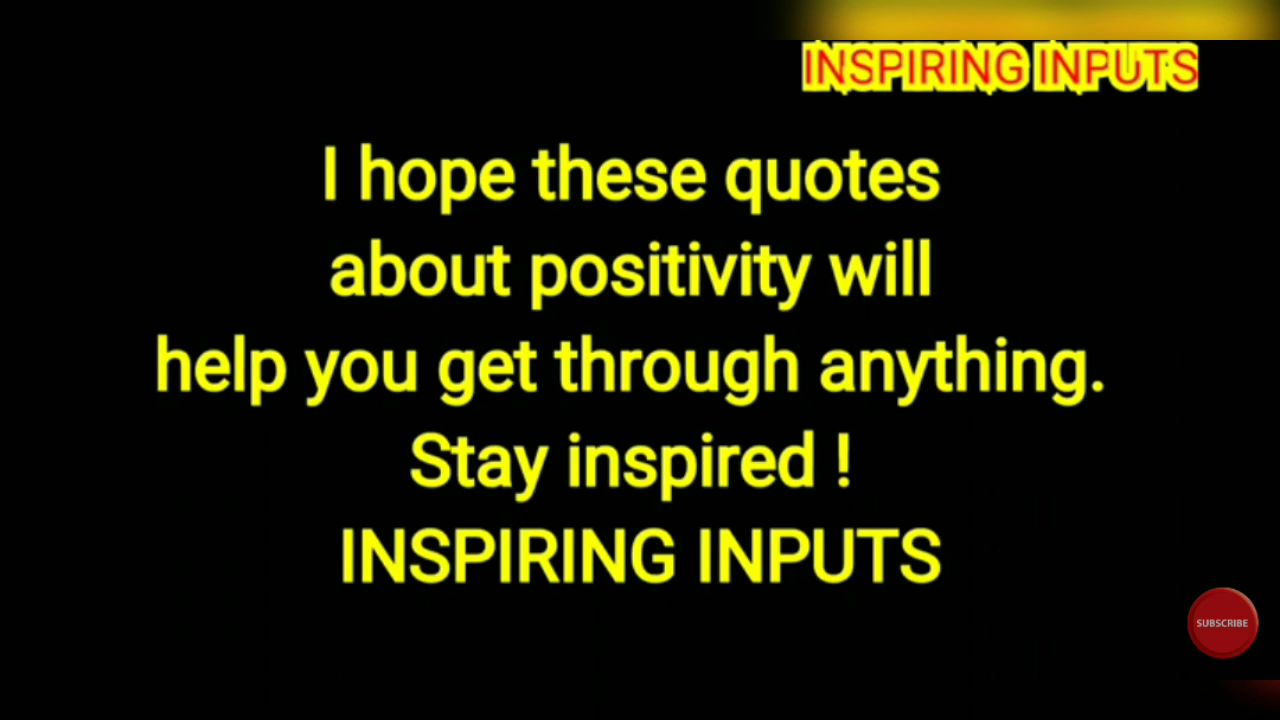 INSPIRING INPUTS
I hope these quotes
about positivity will
help you get through anything.
Stay inspired !
INSPIRING INPUTS
SUBSCRIBE